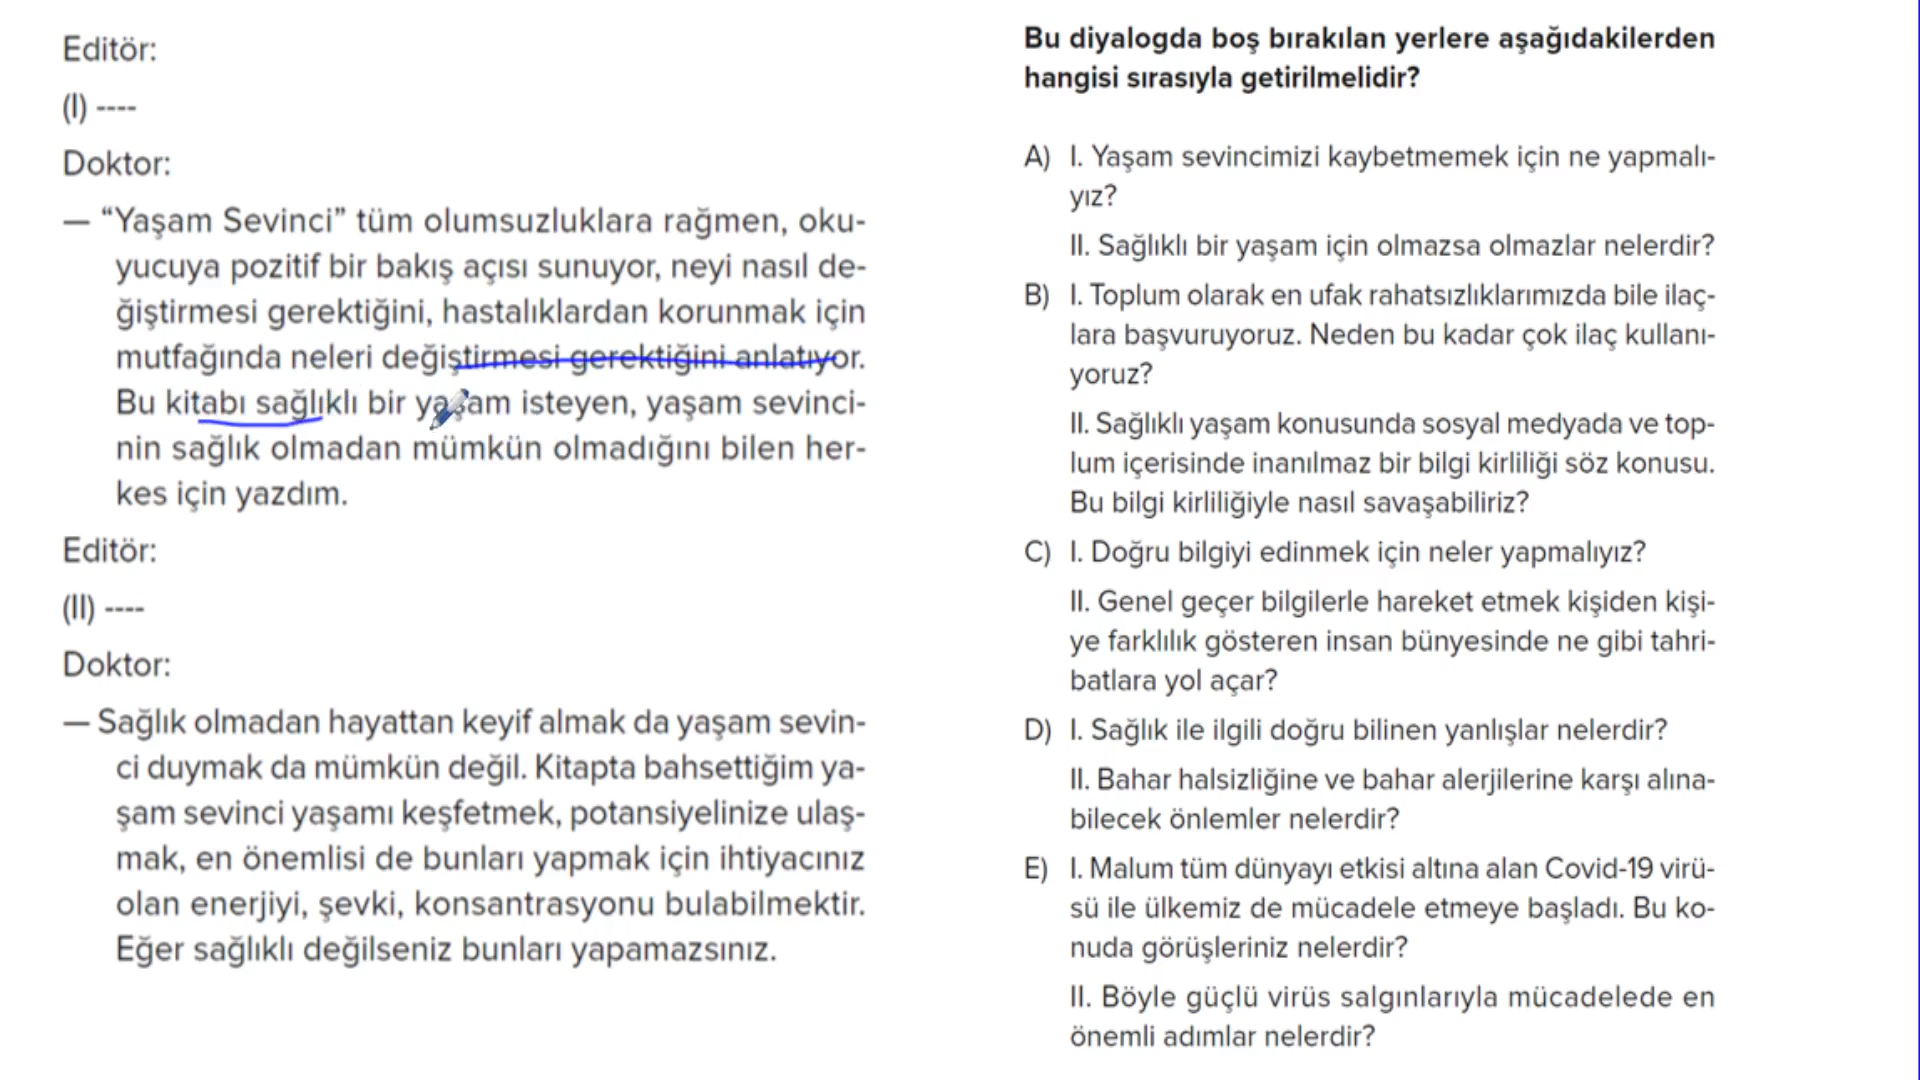 Editör:
(I) ----
Doktor:
— “Yaşam Sevinci” tüm olumsuzluklara rağmen, oku-
yucuya pozitif bir bakış açısı sunuyor, neyi nasıl de-
ğiştirmesi gerektiğini, hastalıklardan korunmak için
mutfağında neleri değiştirmesi gerektiğini anlatıyor.
Bu kitabı sağlıklı bir yaşam isteyen, yaşam sevinci-
nin sağlık olmadan mümkün olmadığını bilen her-
kes için yazdım.
Editör:
(II) ----
Doktor:
— Sağlık olmadan hayattan keyif almak da yaşam sevin-
ci duymak da mümkün değil. Kitapta bahsettiğim ya-
şam sevinci yaşamı keşfetmek, potansiyelinize ulaş-
mak, en önemlisi de bunları yapmak için ihtiyacınız
olan enerjiyi, şevki, konsantrasyonu bulabilmektir.
Eğer sağlıklı değilseniz bunları yapamazsınız.
Bu diyalogda boş bırakılan yerlere aşağıdakilerden
hangisi sırasıyla getirilmelidir?
A) I. Yaşam sevincimizi kaybetmemek için ne yapmalı-
yız?
II. Sağlıklı bir yaşam için olmazsa olmazlar nelerdir?
B) I. Toplum olarak en ufak rahatsızlıklarımızda bile ilaç-
lara başvuruyoruz. Neden bu kadar çok ilaç kullanı-
yoruz?
II. Sağlıklı yaşam konusunda sosyal medyada ve top-
lum içerisinde inanılmaz bir bilgi kirliliği söz konusu.
Bu bilgi kirliliğiyle nasıl savaşabiliriz?
C) I. Doğru bilgiyi edinmek için neler yapmalıyız?
II. Genel geçer bilgilerle hareket etmek kişiden kişi-
ye farklılık gösteren insan bünyesinde ne gibi tahri-
batlara yol açar?
D) I. Sağlık ile ilgili doğru bilinen yanlışlar nelerdir?
II. Bahar halsizliğine ve bahar alerjilerine karşı alına-
bilecek önlemler nelerdir?
E) I. Malum tüm dünyayı etkisi altına alan Covid-19 virü-
sü ile ülkemiz de mücadele etmeye başladı. Bu ko-
nuda görüşleriniz nelerdir?
II. Böyle güçlü virüs salgınlarıyla mücadelede en
önemli adımlar nelerdir?